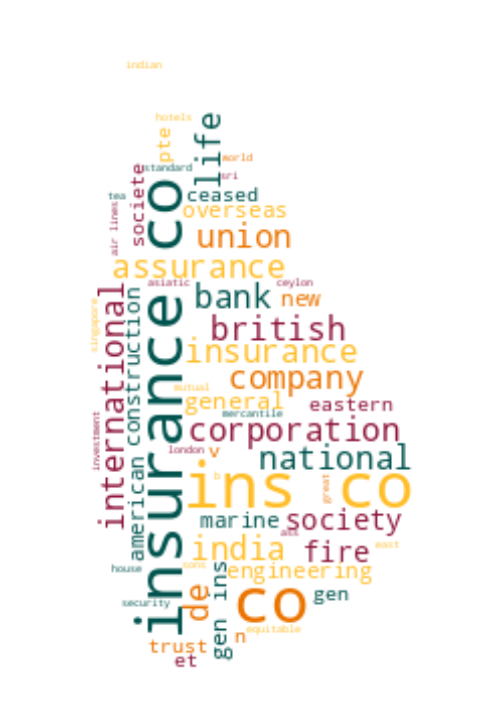 indian
hotels
life
pte
world
standard
sri
societe
tea
ceased
co
overseas
air lines
union
assurance
asiatic
ceylon
bank
new
international
construction
singapore
british
insurance
insurance
company
mutual
general
eastern
mercantile
investment
corporation
london
v
national
american
b
ins
co
great
marine
society
ass
india
fire
east
house
sons
engineering
gen ins
de
co
gen
security
n
equitable
trust
et